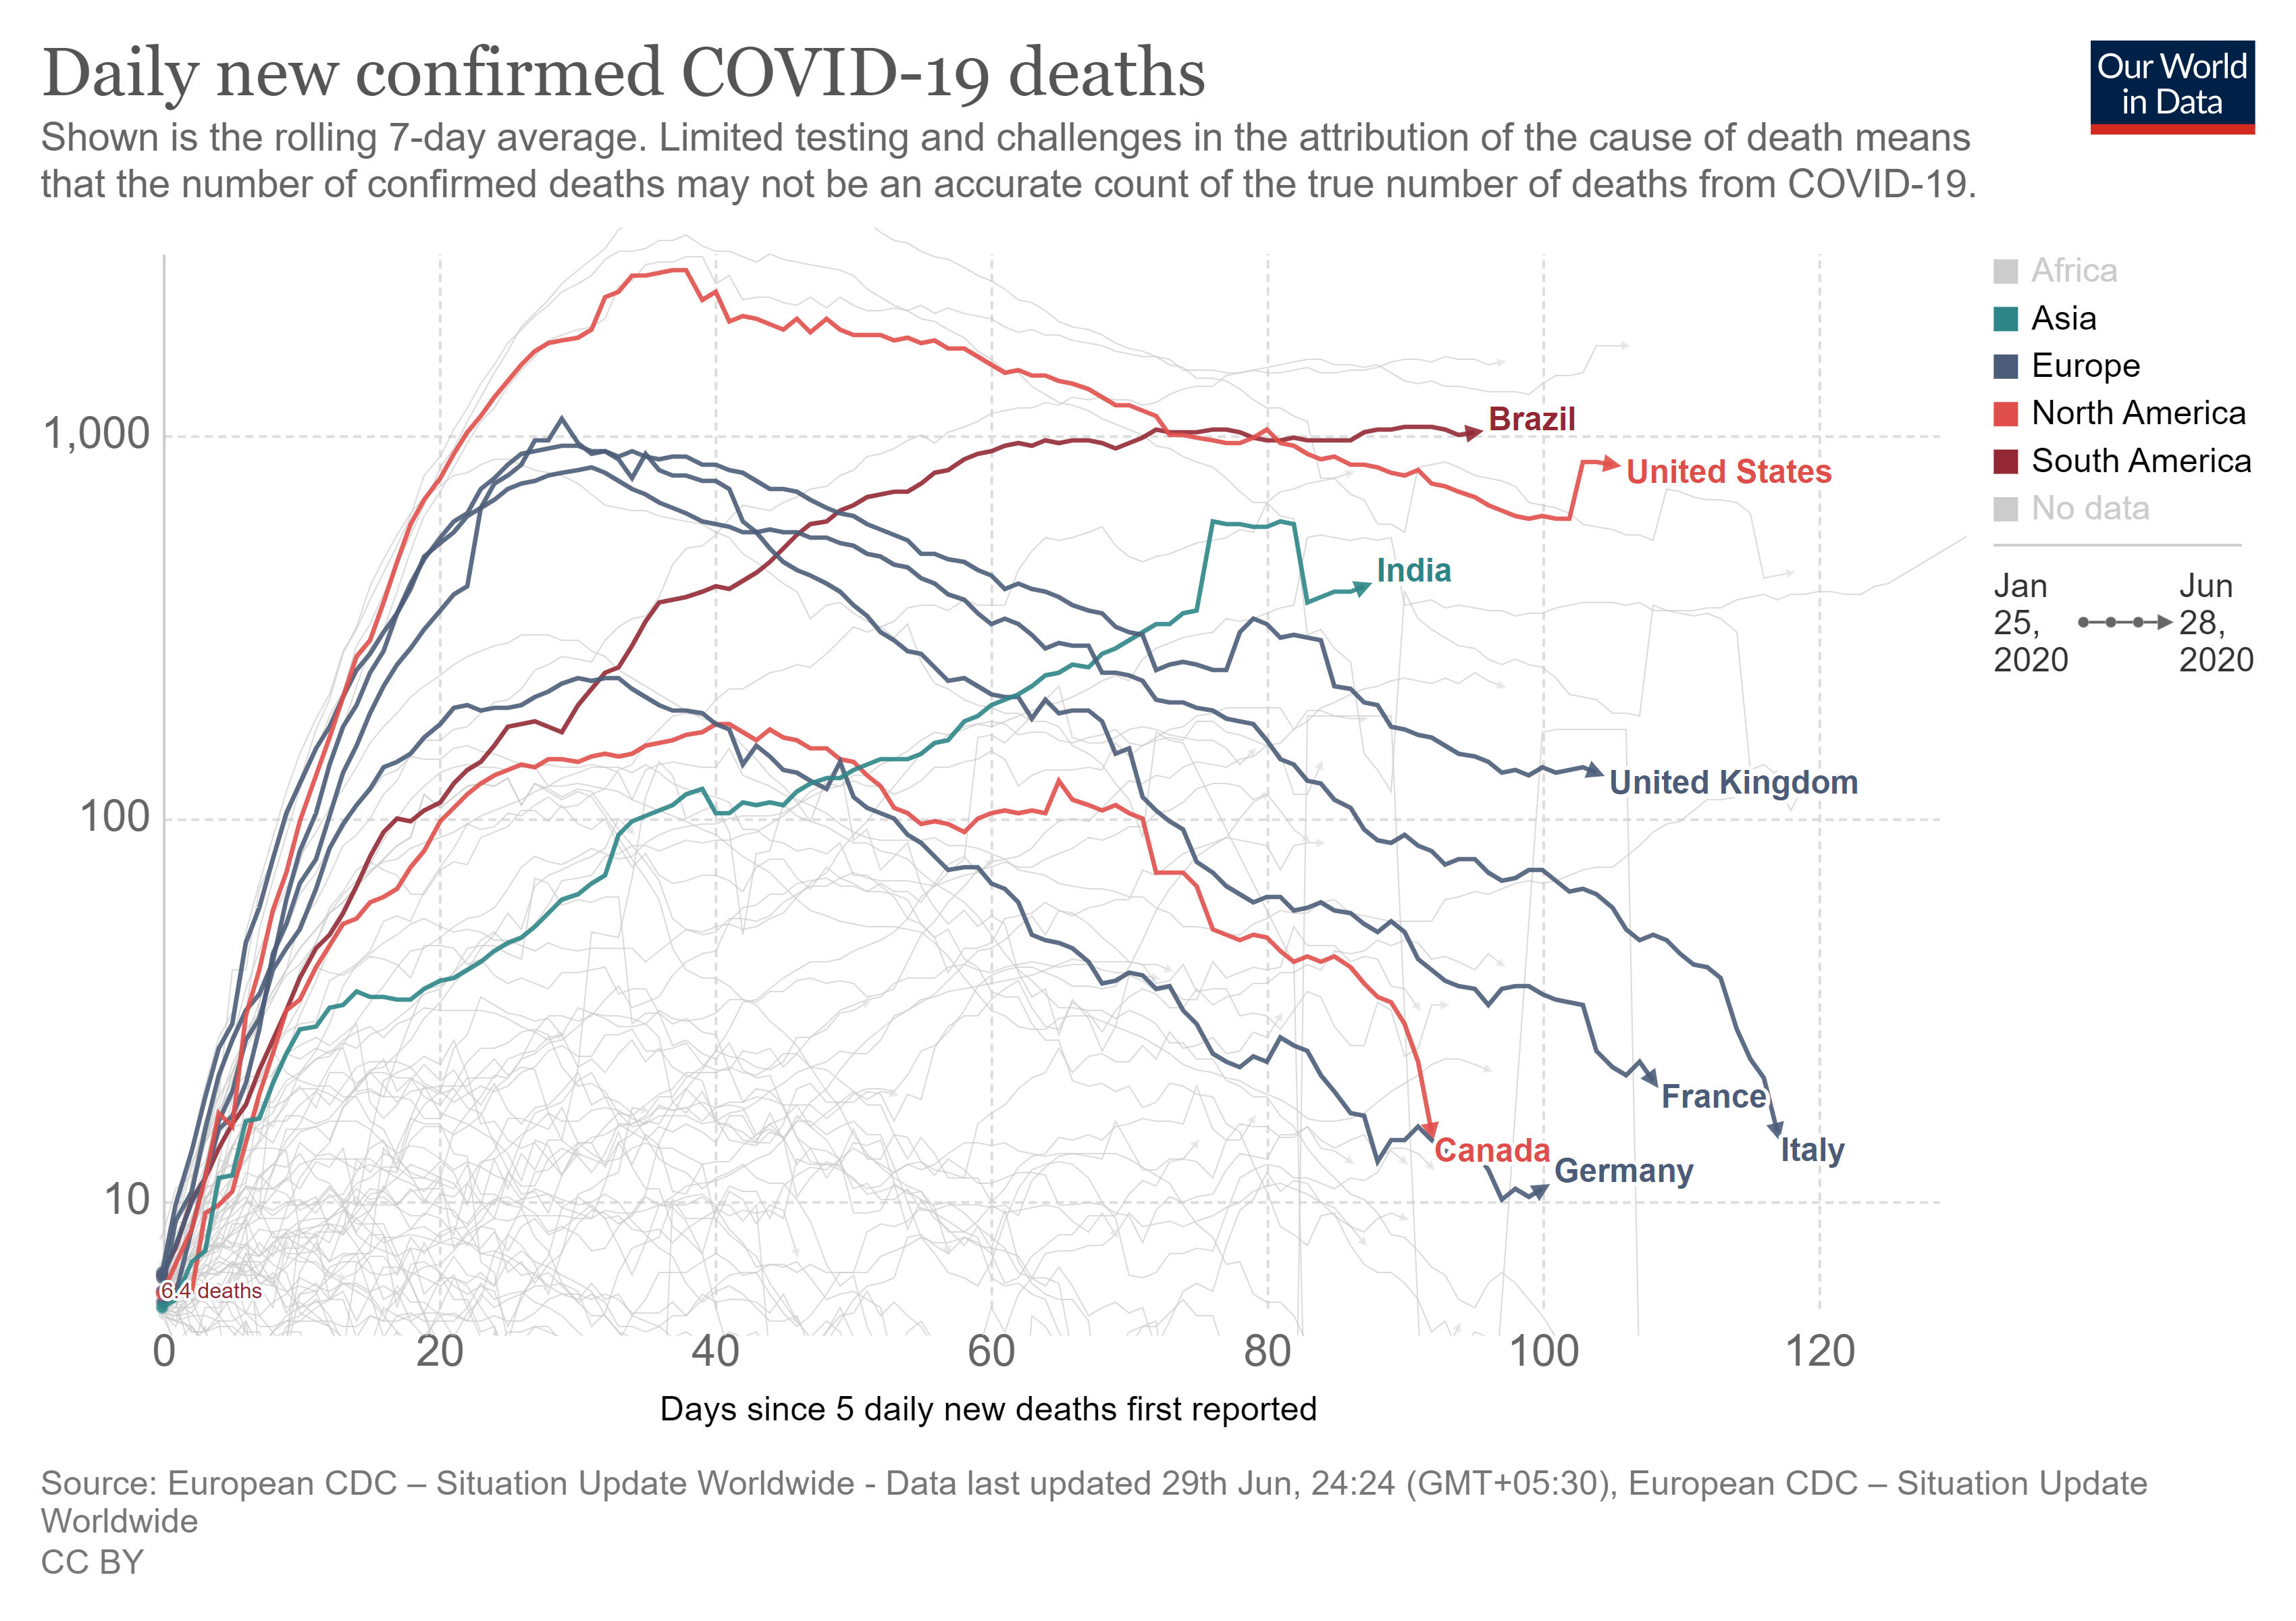 Daily new confirmed COVID-19 deaths
Our World
in Data
Shown is the rolling 7-day average. Limited testing and challenges in the attribution of the cause of death means
that the number of confirmed deaths may not be an accurate count of the true number of deaths from COVID-19.
Africa
Asia
Europe
North America
South America
No data
Jan
25,
2020
Jun
28,
2020
1,000
100
10
Brazil
United States
India
United Kingdom
France
Italy
Canada
Germany
6.4 deaths
0
20
40
60
80
100
120
Days since 5 daily new deaths first reported
Source: European CDC – Situation Update Worldwide - Data last updated 29th Jun, 24:24 (GMT+05:30), European CDC – Situation Update
Worldwide
CC BY